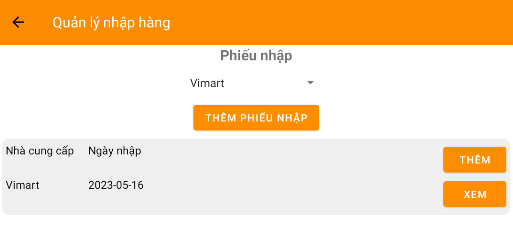 Quản lý nhập hàng
Phiếu nhập
Vimart
THÊM PHIẾU NHẬP
Nhà cung cấp Ngày nhập THÊM
Vimart 2023-05-16 XEM